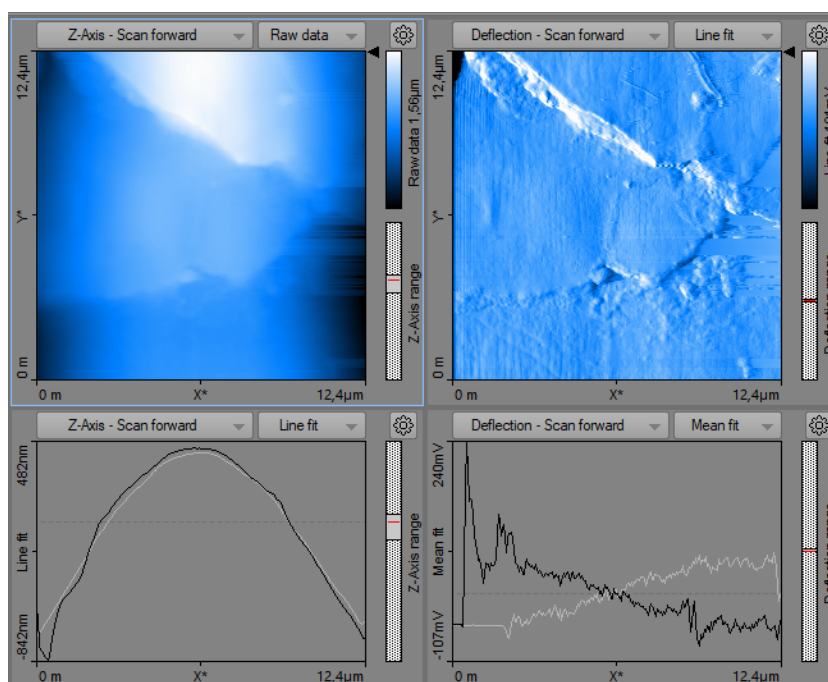 Z-Axis - Scan forward
Raw data
12,4µm
Y*
0 m
0 m
X*
12,4µm
Raw data 1,56µm
Z-Axis range
Deflection - Scan forward
Line fit
12,4µm
Y*
0 m
0 m
X*
12,4µm
Line fit
Z-Axis - Scan forward
Line fit
482nm
Line fit
-842nm
0 m
X*
12,4µm
Z-Axis range
Deflection - Scan forward
Mean fit
240mV
Mean fit
-107mV
0 m
X*
12,4µm